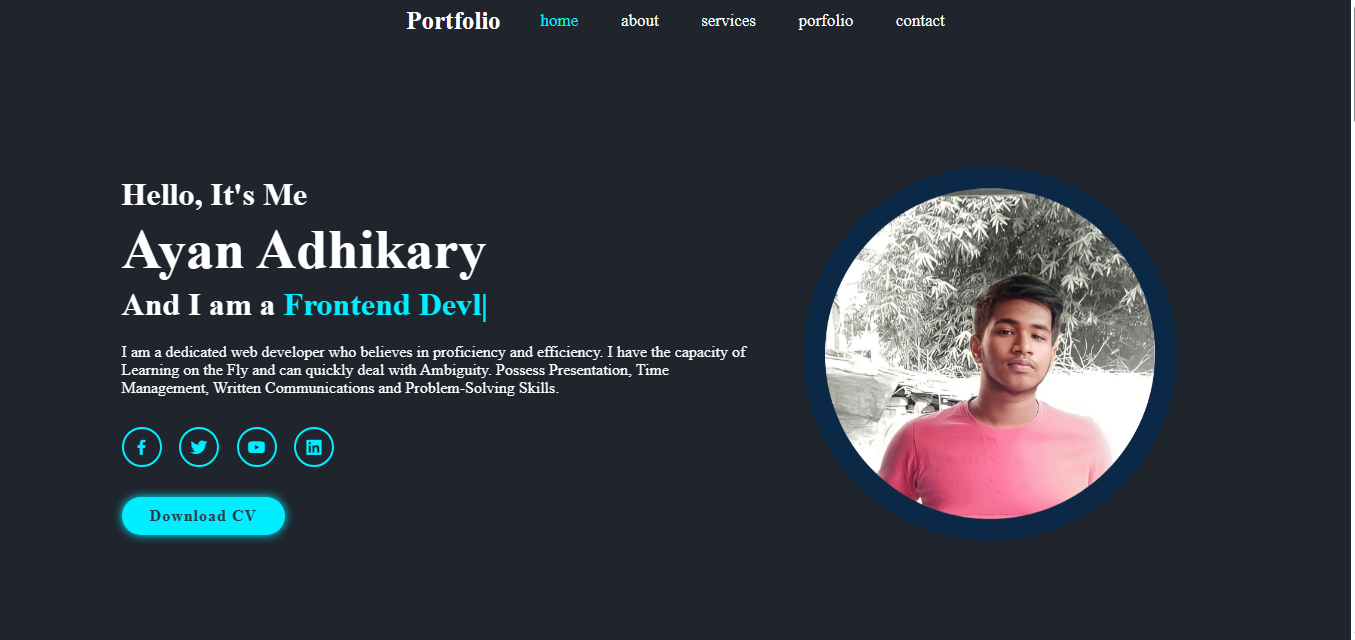 Portfolio home about services porfolio contact
Hello, It's Me
Ayan Adhikary
And I am a Frontend Devl|
I am a dedicated web developer who believes in proficiency and efficiency. I have the capacity of
Learning on the Fly and can quickly deal with Ambiguity. Possess Presentation, Time
Management, Written Communications and Problem-Solving Skills.
Download CV